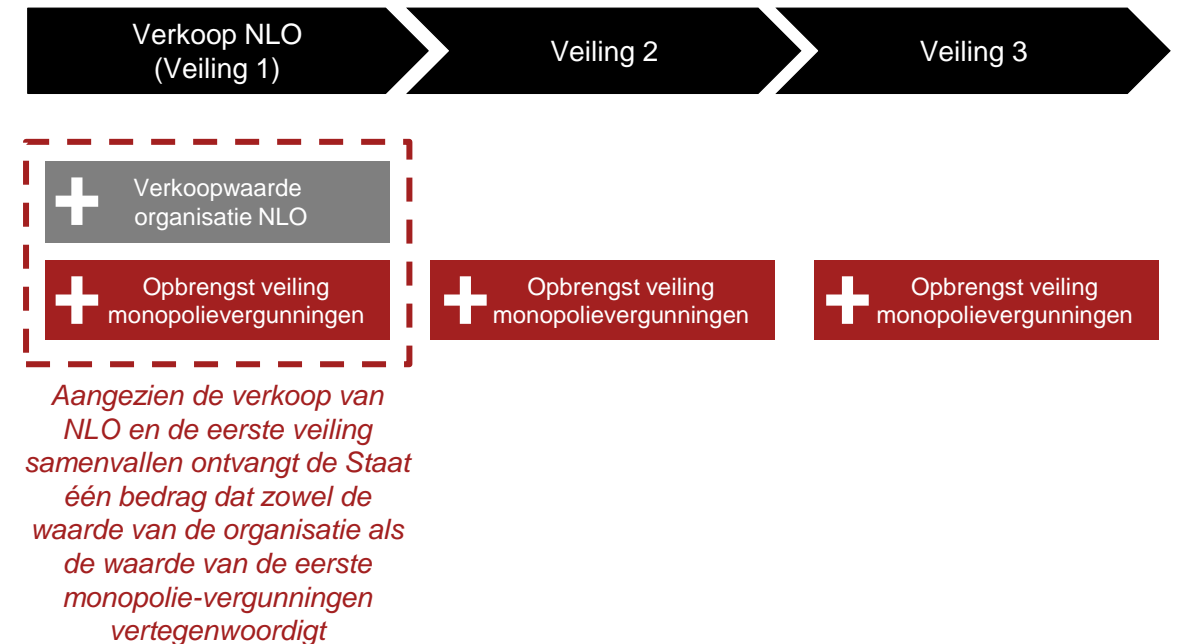 Verkoop NLO
(Veiling 1)
Veiling 2
Veiling 3
Verkoopwaarde
organisatie NLO
Opbrengst veiling
monopolievergunningen
Opbrengst veiling
monopolievergunningen
Opbrengst veiling
monopolievergunningen
Aangezien de verkoop van
NLO en de eerste veiling
samenvallen ontvangt de Staat
één bedrag dat zowel de
waarde van de organisatie als
de waarde van de eerste
monopolie-vergunningen
vertegenwoordigt